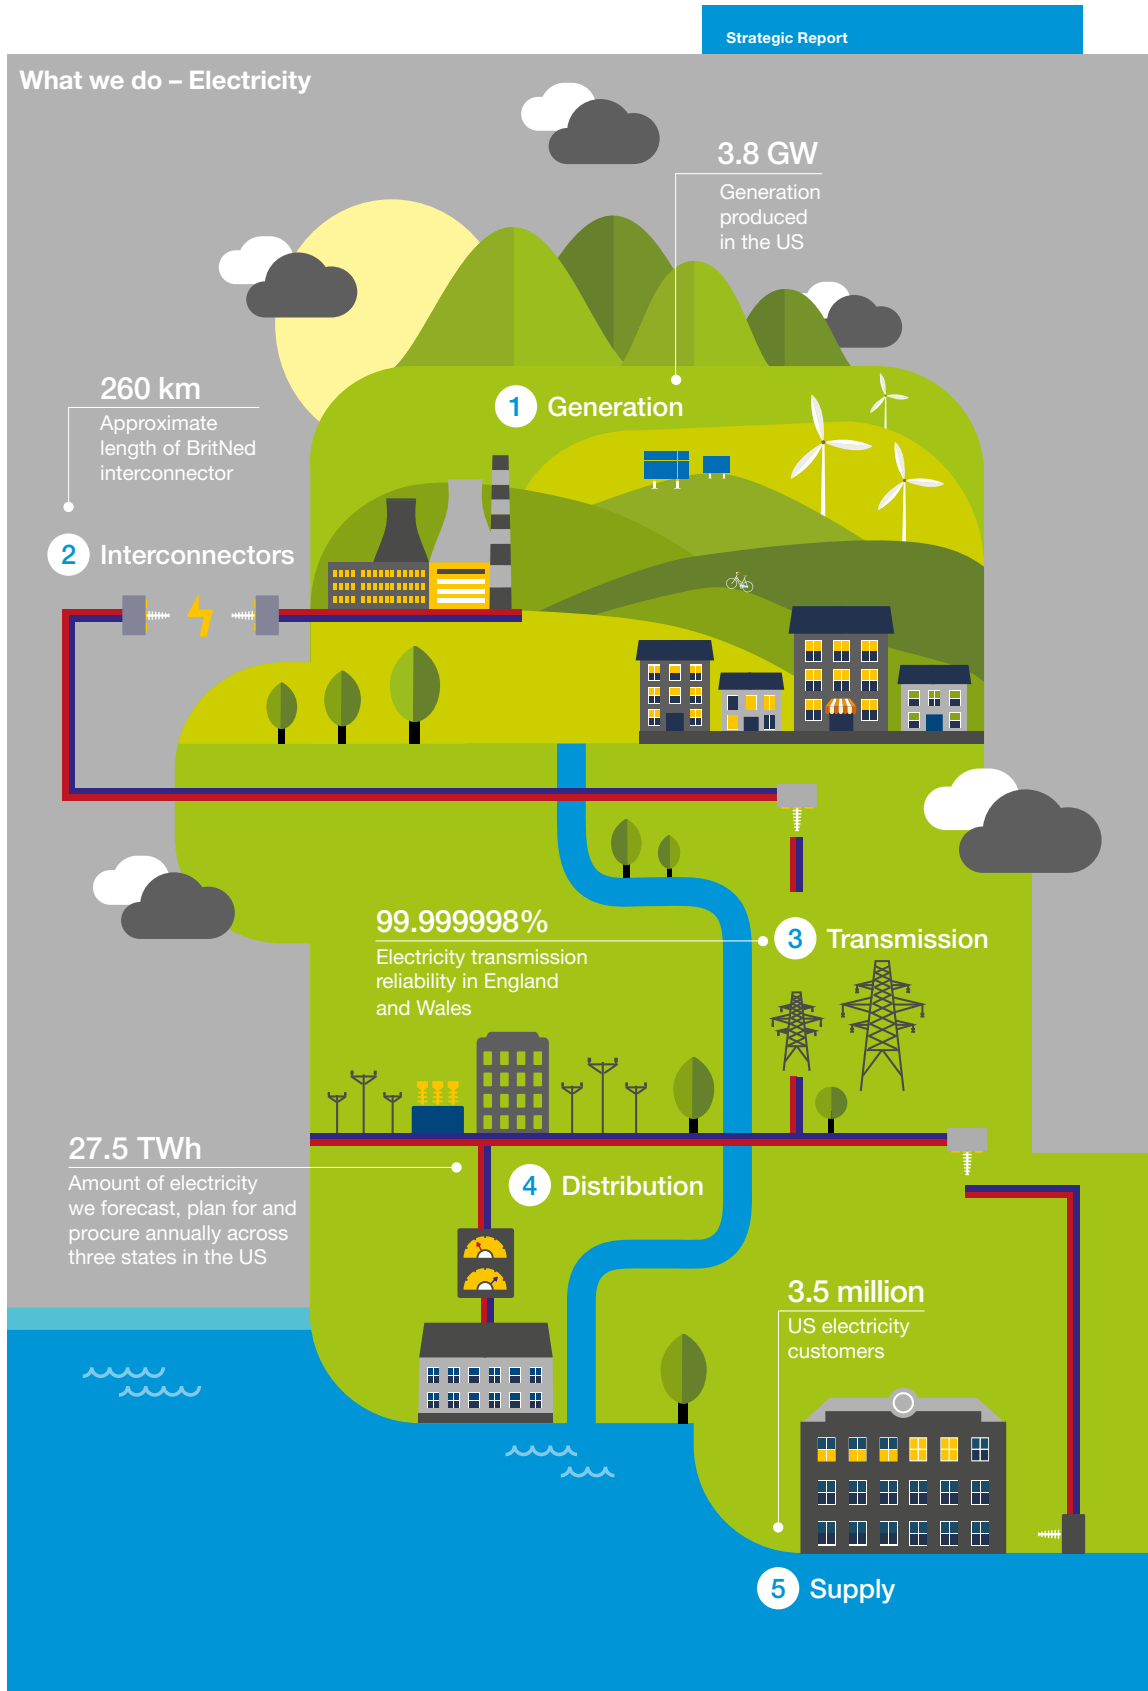 Strategic Report
What we do – Electricity
3.8 GW
Generation
produced
in the US
260 km
Approximate
length of BritNed
interconnector
1 Generation
2 Interconnectors
99.999998%
Electricity transmission
reliability in England
and Wales
3 Transmission
27.5 TWh
Amount of electricity
we forecast, plan for and
procure annually across
three states in the US
4 Distribution
3.5 million
US electricity
customers
5 Supply